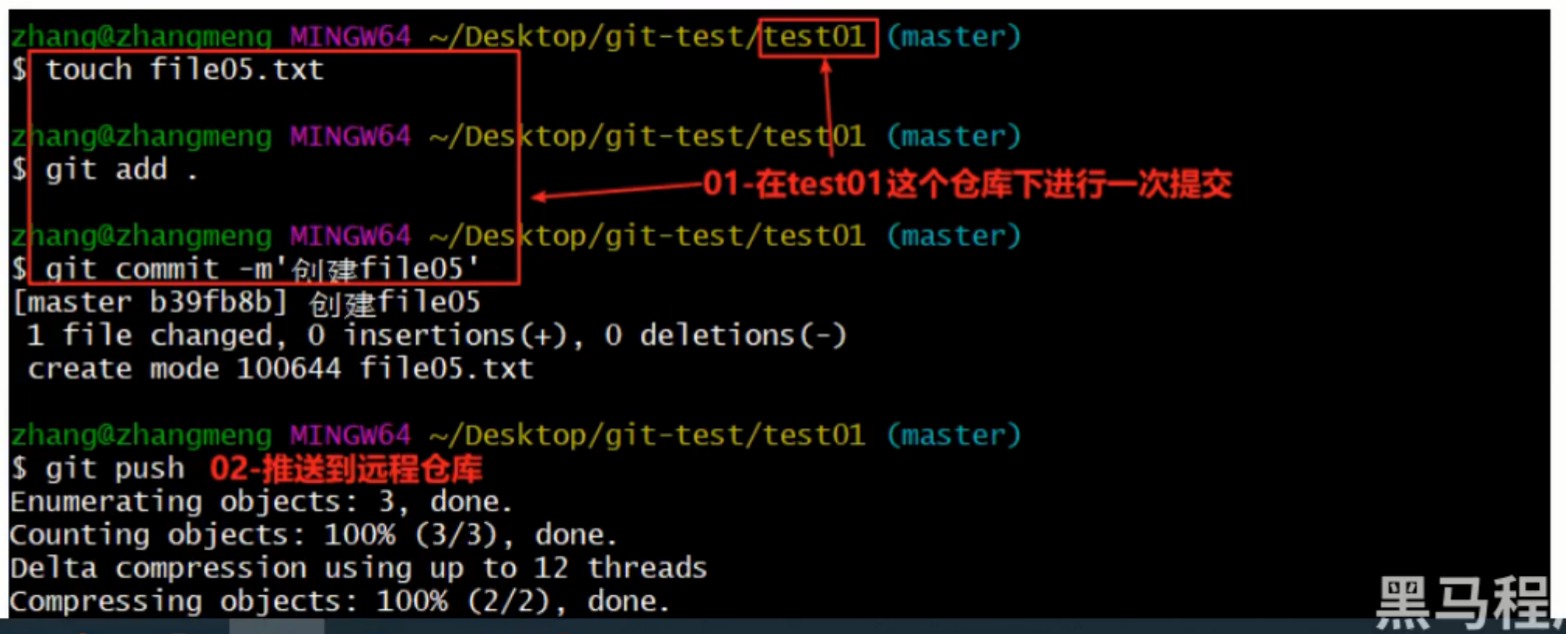 zhang@zhangmeng MINGW64 ~/Desktop/git-test/test01 (master)
$ touch file05.txt
zhang@zhangmeng MINGW64 ~/Desktop/git-test/test01 (master)
$ git add .
01-在test01这个仓库下进行一次提交
zhang@zhangmeng MINGW64 ~/Desktop/git-test/test01 (master)
$ git commit -m'创建file05'
[master b39fb8b] 创建file05
1 file changed, 0 insertions(+), 0 deletions(-)
create mode 100644 file05.txt
zhang@zhangmeng MINGW64 ~/Desktop/git-test/test01 (master)
$ git push 02-推送到远程仓库
Enumerating objects: 3, done.
Counting objects: 100% (3/3), done.
Delta compression using up to 12 threads
Compressing objects: 100% (2/2), done.
黑马程